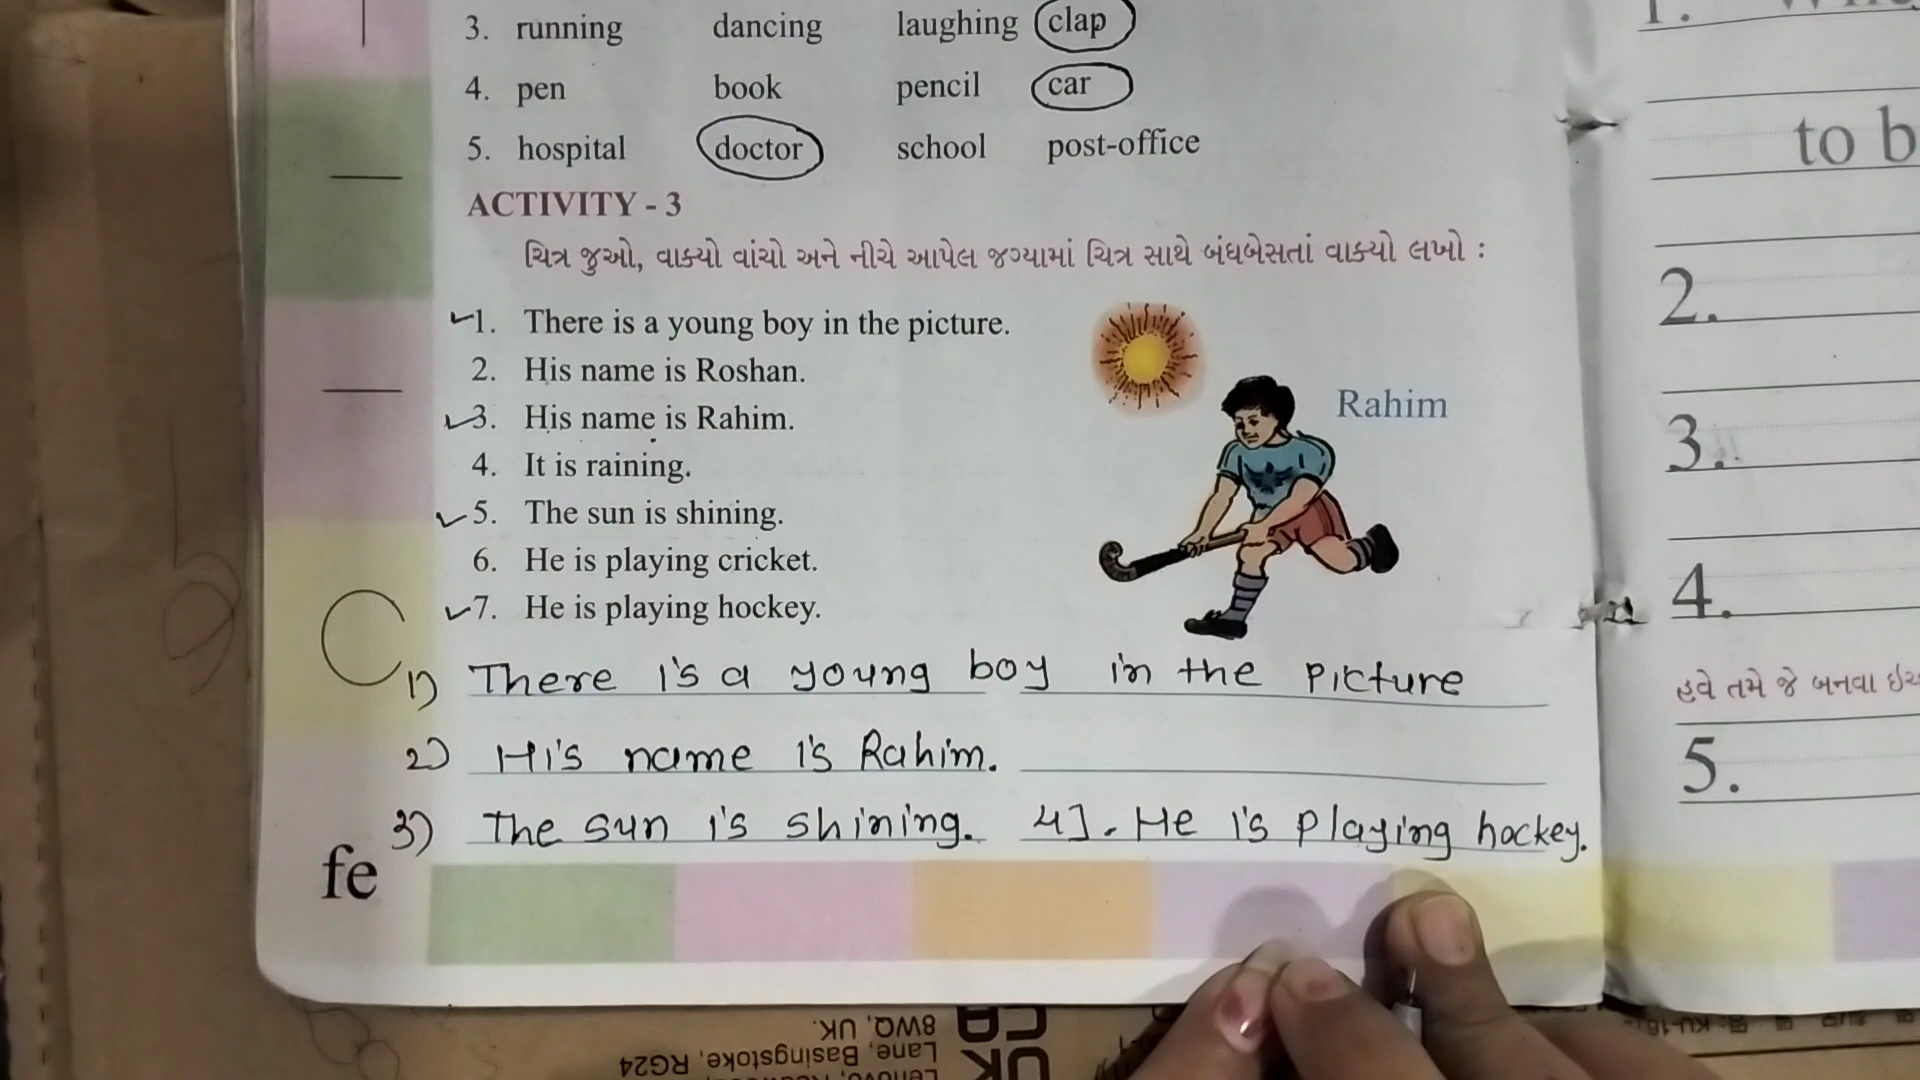 3. running dancing laughing clap
4. pen book pencil car
5. hospital doctor school post-office
ACTIVITY - 3
ચિત્ર જુઓ, વાક્યો વાંચો અને નીચે આપેલ જગ્યામાં ચિત્ર સાથે બંધબેસતાં વાક્યો લખો :
1. There is a young boy in the picture.
2. His name is Roshan.
3. His name is Rahim.
4. It is raining.
5. The sun is shining.
6. He is playing cricket.
7. He is playing hockey.
Rahim
1) There is a young boy in the picture
2) His name is Rahim.
3) The sun is shining. 4]. He is playing hockey.
fe
1.
to b
2.
3.
4.
હવે તમે જે બનવા
5.
8WQ, UK.
Lane, Basingstoke, RG24
UK